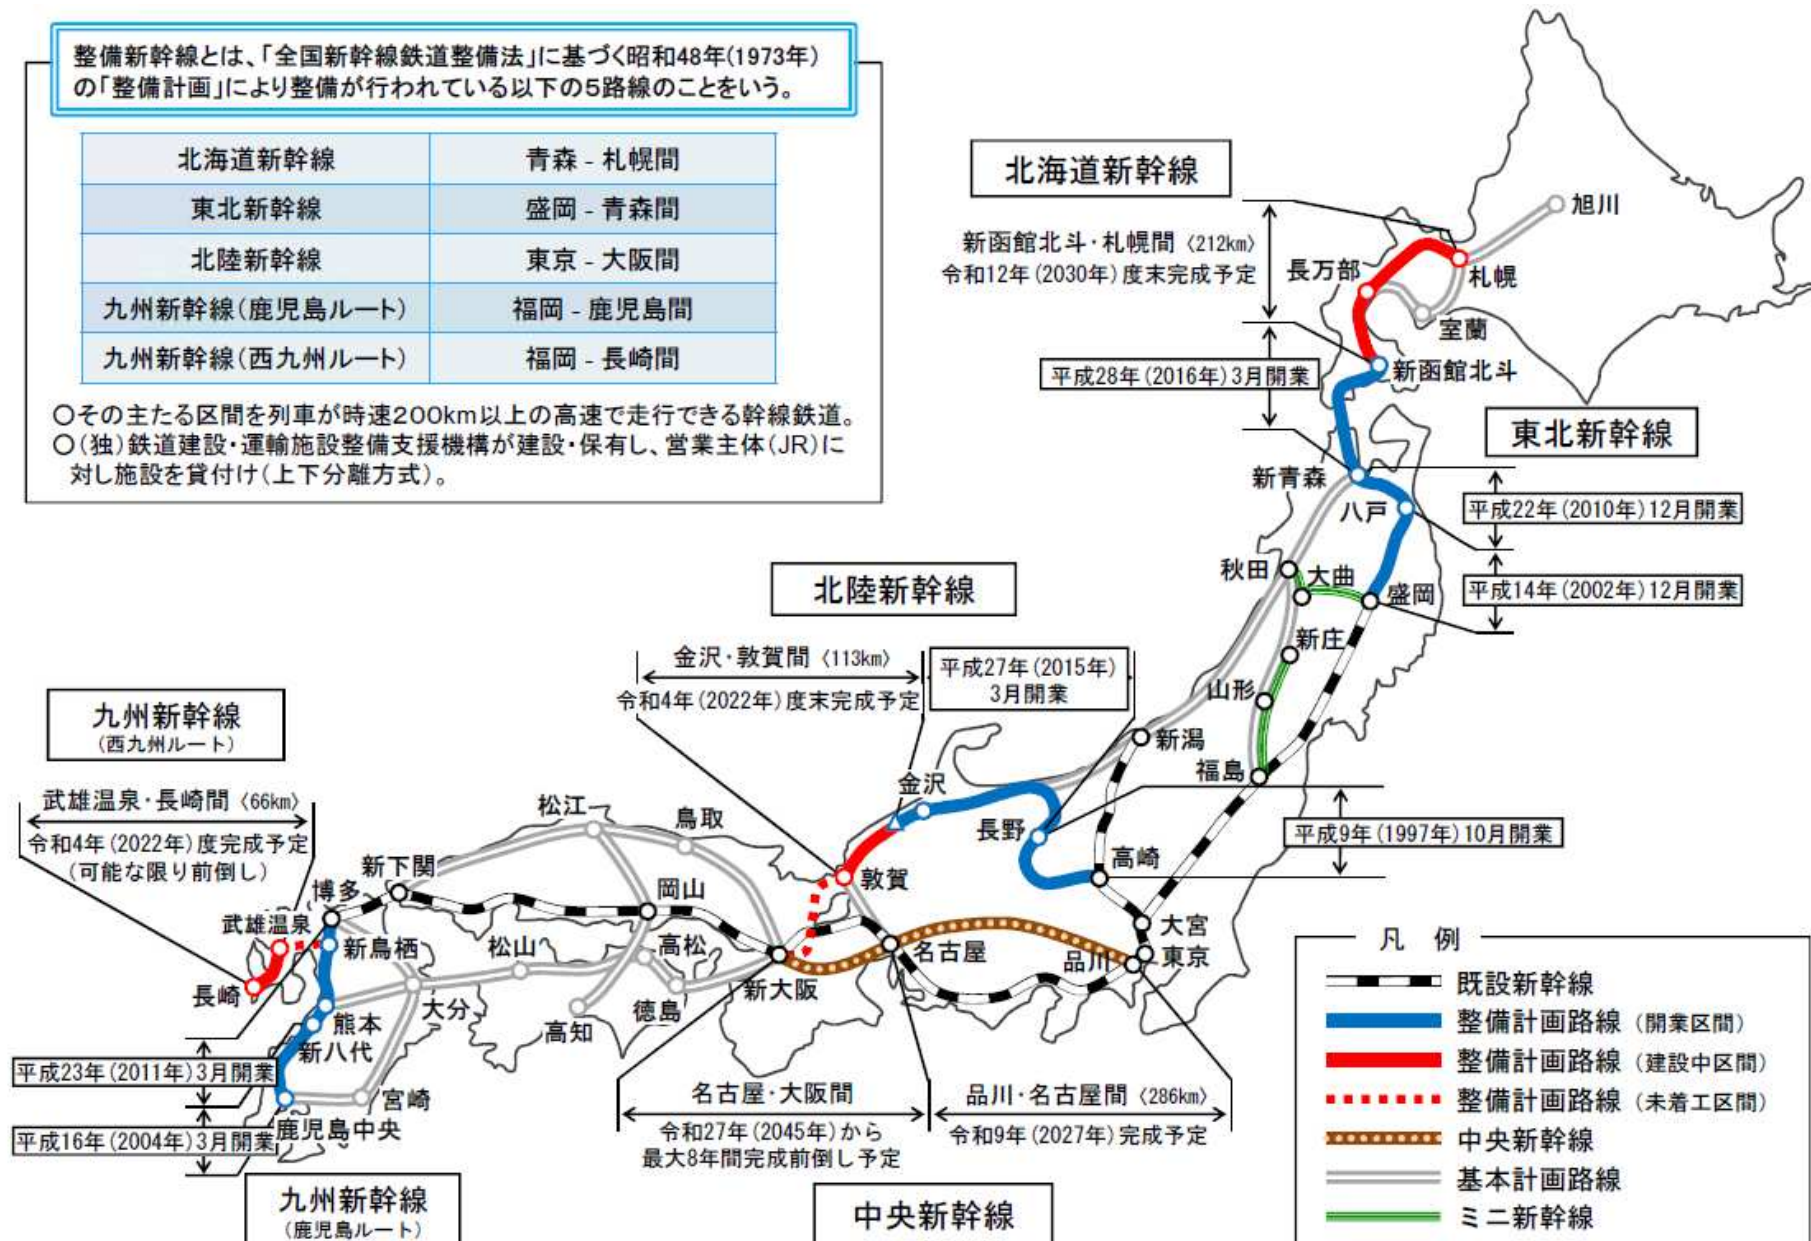 整備新幹線とは、「全国新幹線鉄道整備法」に基づく昭和48年(1973年)
の「整備計画」により整備が行われている以下の5路線のことをいう。
北海道新幹線 青森 - 札幌間
東北新幹線 盛岡 - 青森間
北陸新幹線 東京 - 大阪間
九州新幹線(鹿児島ルート) 福岡 - 鹿児島間
九州新幹線(西九州ルート) 福岡 - 長崎間
○その主たる区間を列車が時速200km以上の高速で走行できる幹線鉄道。
○(独)鉄道建設・運輸施設整備支援機構が建設・保有し、営業主体(JR)に
対し施設を貸付け(上下分離方式)。
北海道新幹線
新函館北斗・札幌間〈212km〉
令和12年(2030年)度末完成予定
平成28年(2016年)3月開業
旭川
札幌
長万部
室蘭
新函館北斗
東北新幹線
新青森
八戸
平成22年(2010年)12月開業
平成14年(2002年)12月開業
秋田
大曲
盛岡
新庄
山形
新潟
福島
北陸新幹線
金沢・敦賀間〈113km〉
令和4年(2022年)度末完成予定
平成27年(2015年)
3月開業
金沢
長野
高崎
敦賀
平成9年(1997年)10月開業
大宮
東京
品川
名古屋
新大阪
九州新幹線
(西九州ルート)
武雄温泉・長崎間〈66km〉
令和4年(2022年)度完成予定
(可能な限り前倒し)
松江
鳥取
新下関
博多
岡山
武雄温泉
新鳥栖
松山
高松
長崎
大分
徳島
高知
熊本
新八代
宮崎
鹿児島中央
平成23年(2011年)3月開業
平成16年(2004年)3月開業
九州新幹線
(鹿児島ルート)
名古屋・大阪間
令和27年(2045年)から
最大8年間完成前倒し予定
品川・名古屋間〈286km〉
令和9年(2027年)完成予定
中央新幹線
凡 例
既設新幹線
整備計画路線(開業区間)
整備計画路線(建設中区間)
整備計画路線(未着工区間)
中央新幹線
基本計画路線
ミニ新幹線